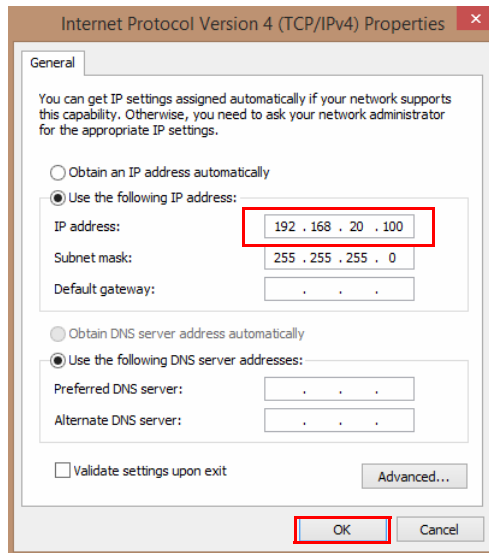 Internet Protocol Version 4 (TCP/IPv4) Properties
×
General
You can get IP settings assigned automatically if your network supports
this capability. Otherwise, you need to ask your network administrator
for the appropriate IP settings.
Obtain an IP address automatically
Use the following IP address:
IP address: 192 . 168 . 20 . 100
Subnet mask: 255 . 255 . 255 . 0
Default gateway: . . .
Obtain DNS server address automatically
Use the following DNS server addresses:
Preferred DNS server: . . .
Alternate DNS server: . . .
Validate settings upon exit
Advanced...
OK Cancel